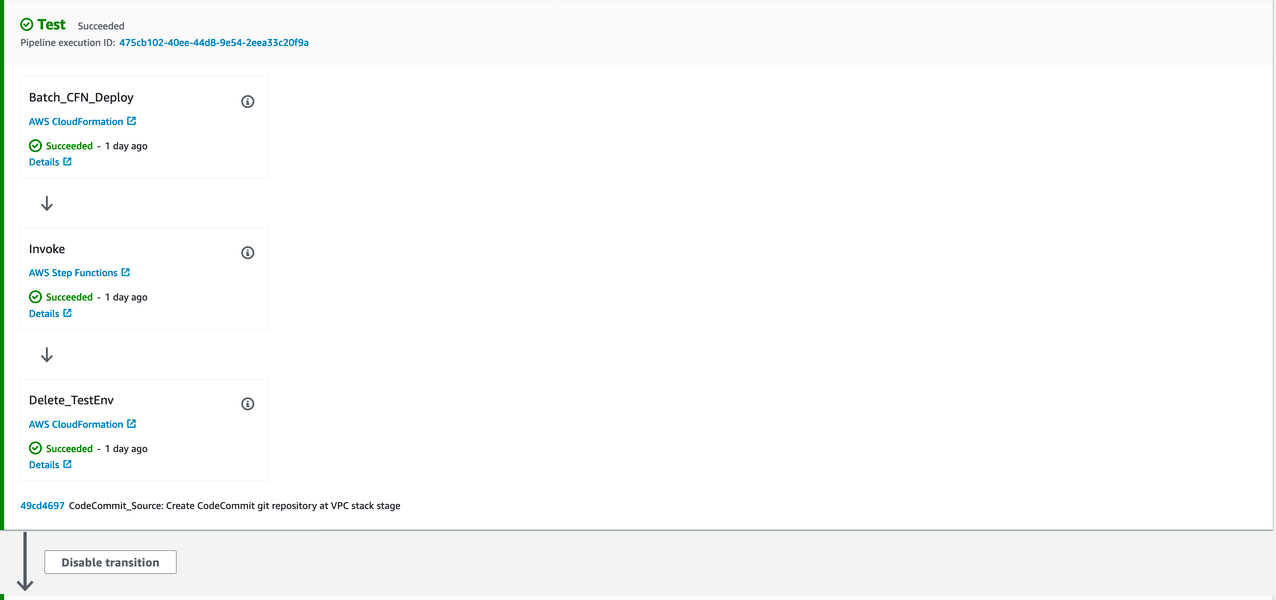 Test Succeeded
Pipeline execution ID: 475cb102-40ee-44d8-9e54-2eea33c20f9a
Batch_CFN_Deploy
AWS CloudFormation
Succeeded - 1 day ago
Details
Invoke
AWS Step Functions
Succeeded - 1 day ago
Details
Delete_TestEnv
AWS CloudFormation
Succeeded - 1 day ago
Details
49cd4697 CodeCommit_Source: Create CodeCommit git repository at VPC stack stage
Disable transition